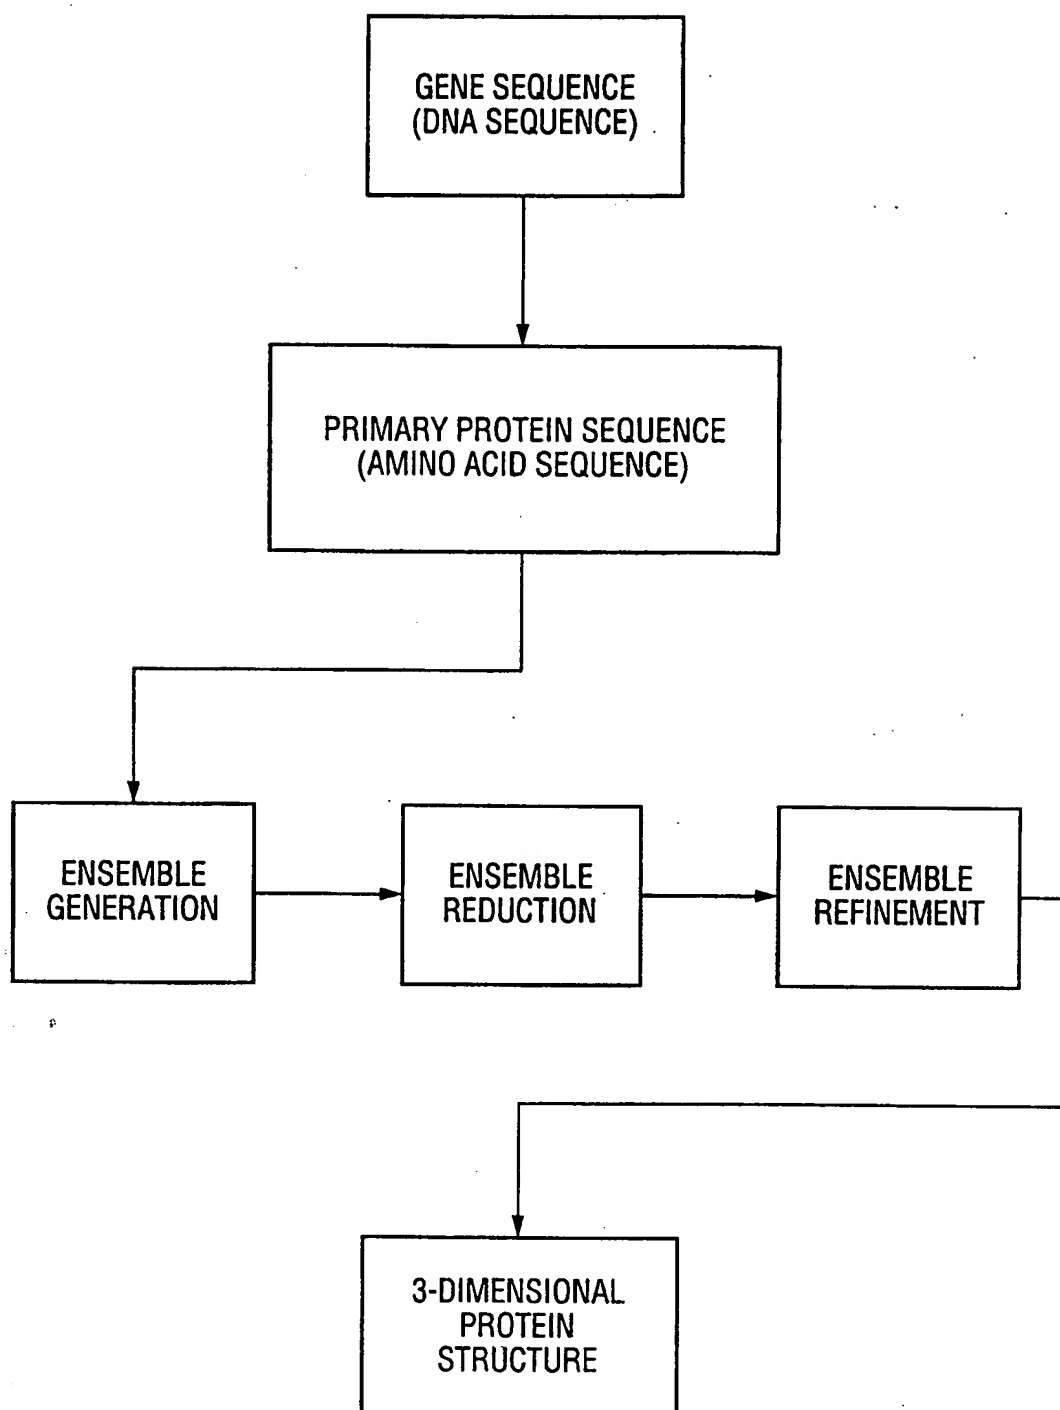 GENE SEQUENCE
(DNA SEQUENCE)
PRIMARY PROTEIN SEQUENCE
(AMINO ACID SEQUENCE)
ENSEMBLE
GENERATION
ENSEMBLE
REDUCTION
ENSEMBLE
REFINEMENT
3-DIMENSIONAL
PROTEIN
STRUCTURE